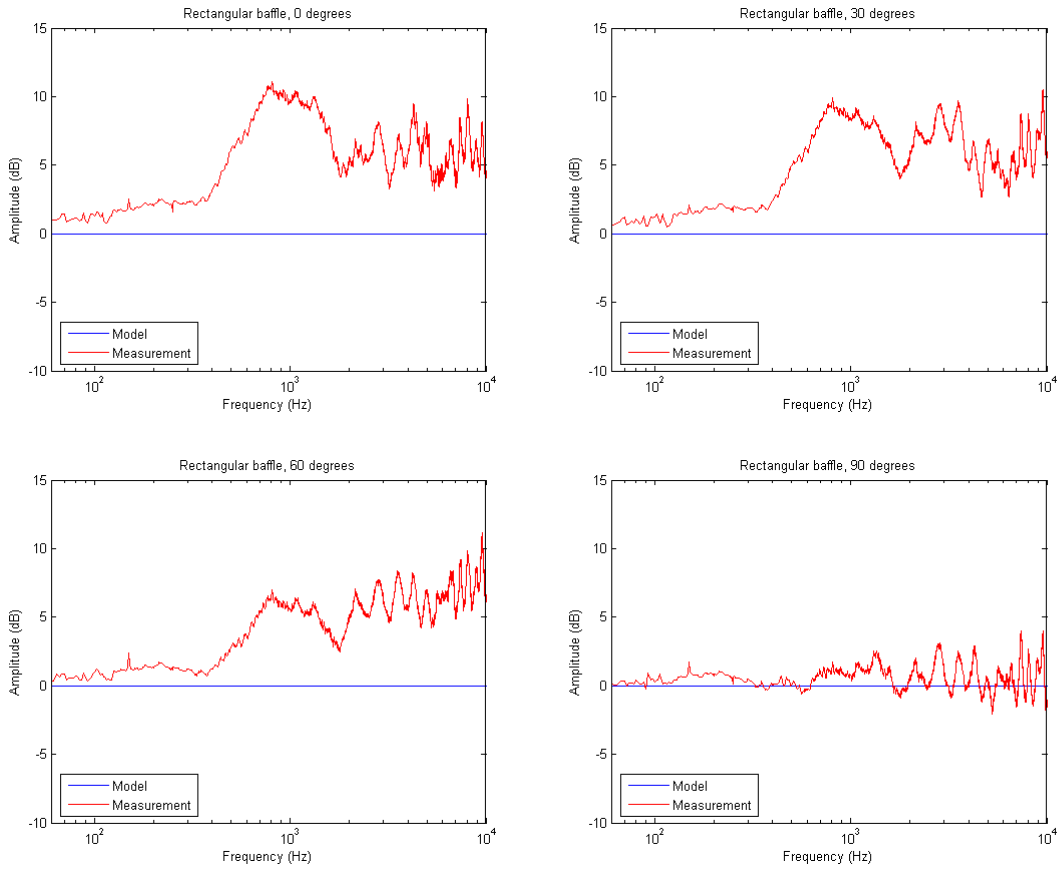 Rectangular baffle, 0 degrees
15
10
5
0
-5
-10
Amplitude (dB)
Model
Measurement
10^2
10^3
10^4
Frequency (Hz)
Rectangular baffle, 30 degrees
15
10
5
0
-5
-10
Amplitude (dB)
Model
Measurement
10^2
10^3
10^4
Frequency (Hz)
Rectangular baffle, 60 degrees
15
10
5
0
-5
-10
Amplitude (dB)
Model
Measurement
10^2
10^3
10^4
Frequency (Hz)
Rectangular baffle, 90 degrees
15
10
5
0
-5
-10
Amplitude (dB)
Model
Measurement
10^2
10^3
10^4
Frequency (Hz)